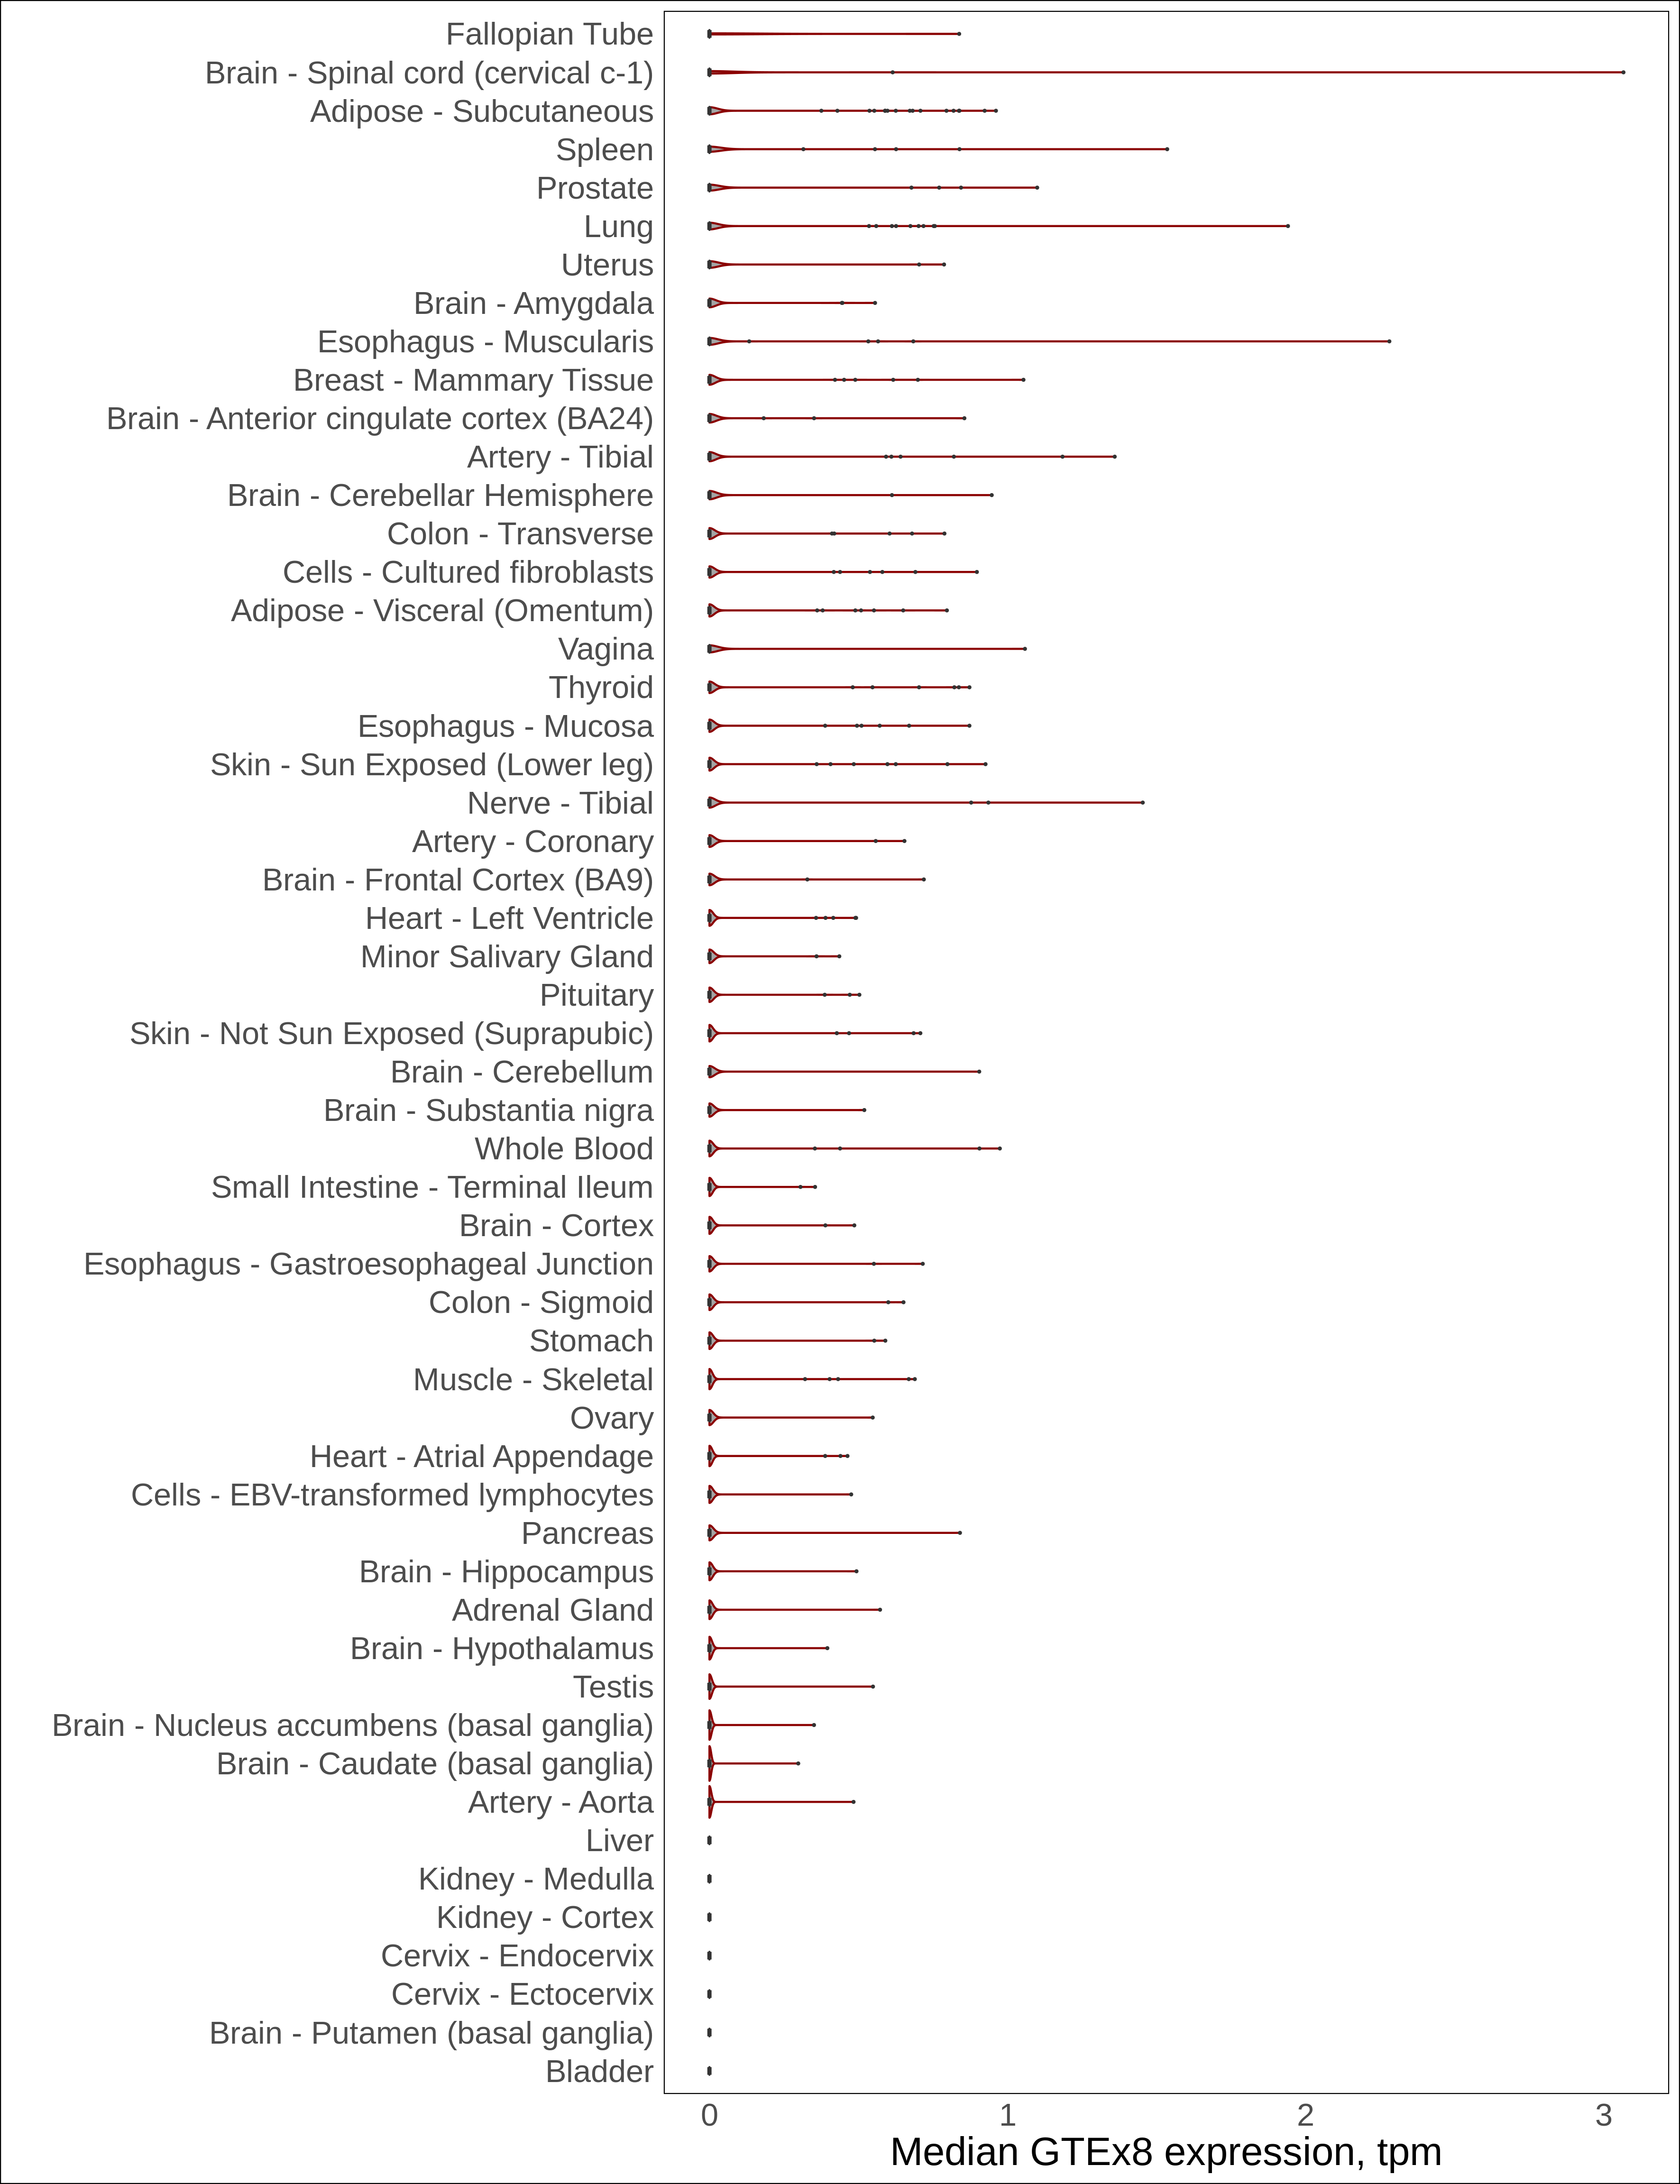 Fallopian Tube
Brain - Spinal cord (cervical c-1)
Adipose - Subcutaneous
Spleen
Prostate
Lung
Uterus
Brain - Amygdala
Esophagus - Muscularis
Breast - Mammary Tissue
Brain - Anterior cingulate cortex (BA24)
Artery - Tibial
Brain - Cerebellar Hemisphere
Colon - Transverse
Cells - Cultured fibroblasts
Adipose - Visceral (Omentum)
Vagina
Thyroid
Esophagus - Mucosa
Skin - Sun Exposed (Lower leg)
Nerve - Tibial
Artery - Coronary
Brain - Frontal Cortex (BA9)
Heart - Left Ventricle
Minor Salivary Gland
Pituitary
Skin - Not Sun Exposed (Suprapubic)
Brain - Cerebellum
Brain - Substantia nigra
Whole Blood
Small Intestine - Terminal Ileum
Brain - Cortex
Esophagus - Gastroesophageal Junction
Colon - Sigmoid
Stomach
Muscle - Skeletal
Ovary
Heart - Atrial Appendage
Cells - EBV-transformed lymphocytes
Pancreas
Brain - Hippocampus
Adrenal Gland
Brain - Hypothalamus
Testis
Brain - Nucleus accumbens (basal ganglia)
Brain - Caudate (basal ganglia)
Artery - Aorta
Liver
Kidney - Medulla
Kidney - Cortex
Cervix - Endocervix
Cervix - Ectocervix
Brain - Putamen (basal ganglia)
Bladder
0 1 2 3
Median GTEx8 expression, tpm